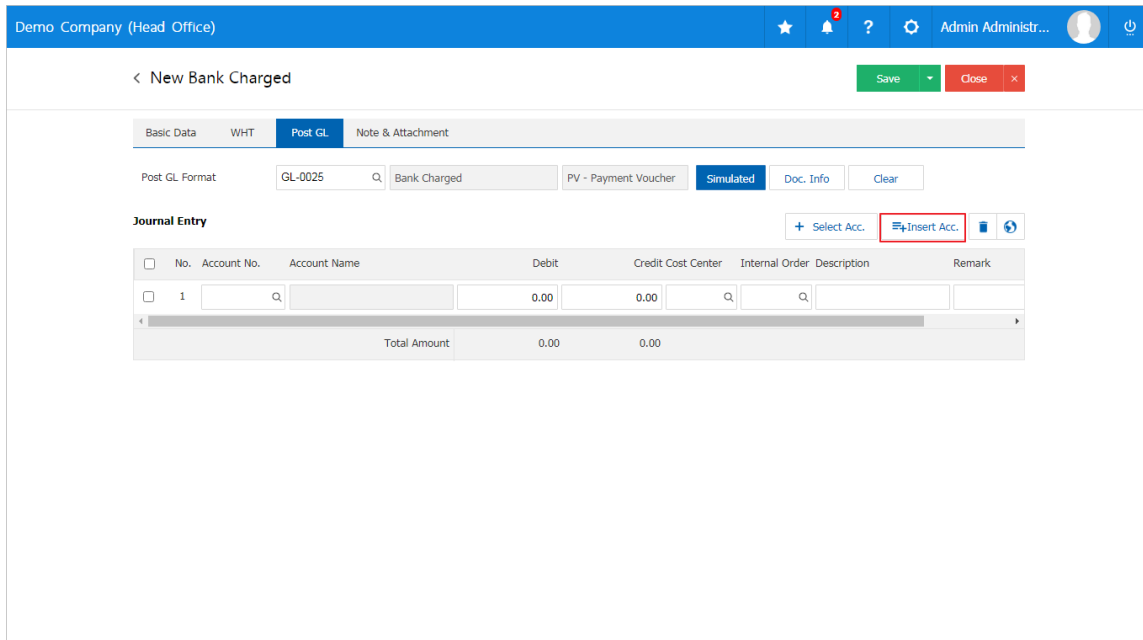 Demo Company (Head Office) 2 ? Admin Administr...
< New Bank Charged Save Close ×
Basic Data WHT Post GL Note & Attachment
Post GL Format GL-0025 Bank Charged PV - Payment Voucher Simulated Doc. Info Clear
Journal Entry + Select Acc. Insert Acc.
No. Account No. Account Name Debit Credit Cost Center Internal Order Description Remark
1 0.00 0.00
Total Amount 0.00 0.00